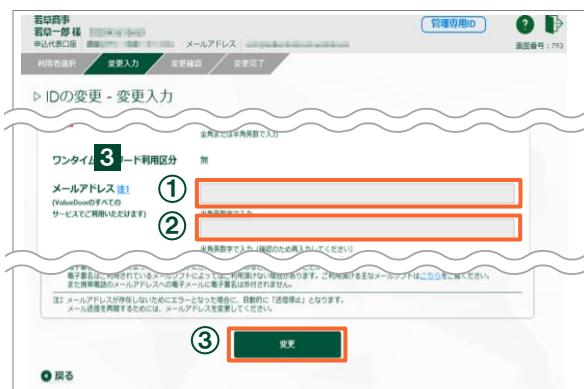 若草商事
若草一郎 様
管理専用ID
?
申込代表口座
メールアドレス
画面番号：793
利用者選択
変更入力
変更確認
変更完了
▷ IDの変更 - 変更入力
全角または半角英数で入力
3
ワンタイム ード利用区分 無
メールアドレス 注1
①
(ValueDoorのすべての
サービスでご利用いただけます)
半角英数字で入力
②
半角英数字で入力（確認のため再入力してください）
電子署名はご利用されているメールソフトによってはご利用頂けない場合があります。ご利用頂ける主なメールソフトはこちらをご覧ください。
また携帯電話のメールアドレスへの電子メールに電子署名は添付されません。
注2 メールアドレスが存在しないためにエラーとなった場合に、自動的に「送信停止」となります。
メール送信を再開するためには、メールアドレスを変更してください。
③
変更
戻る